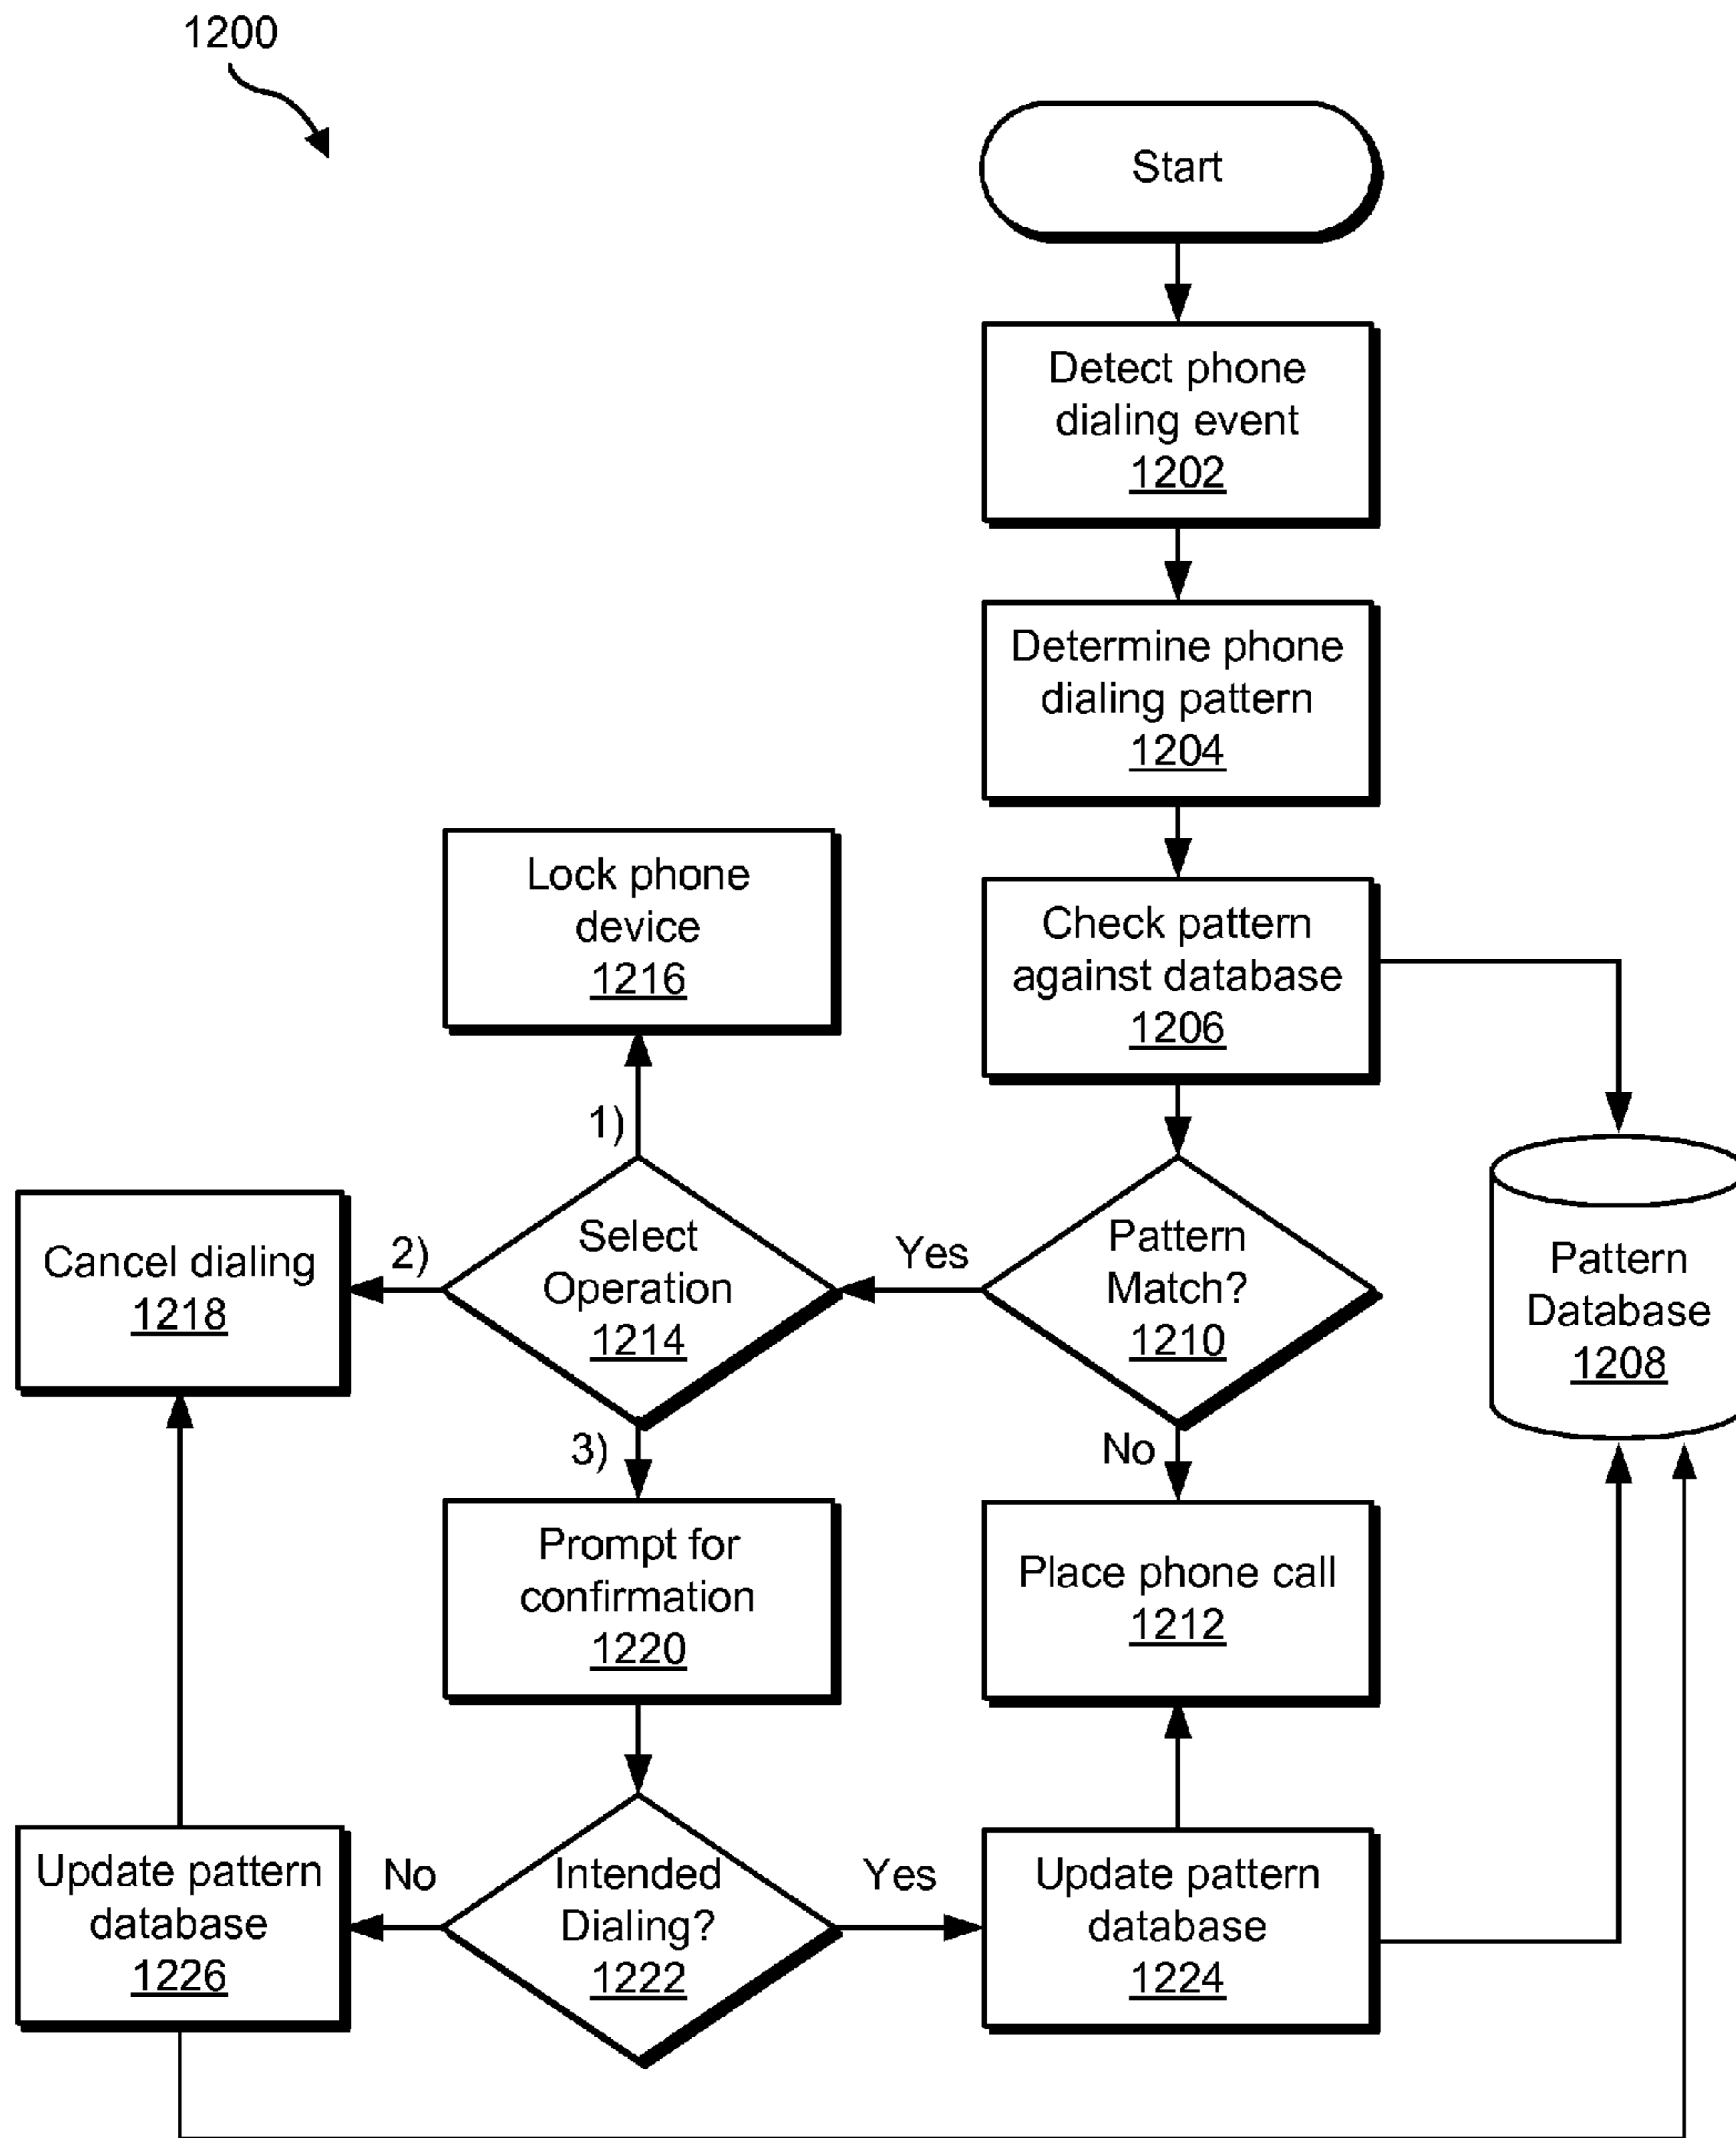 1200
Start
Detect phone
dialing event
1202
Determine phone
dialing pattern
1204
Check pattern
against database
1206
Lock phone
device
1216
1)
Select
Operation
1214
Yes
Pattern
Match?
1210
Pattern
Database
1208
2)
Cancel dialing
1218
3)
No
Prompt for
confirmation
1220
Place phone call
1212
Intended
Dialing?
1222
No
Yes
Update pattern
database
1226
Update pattern
database
1224